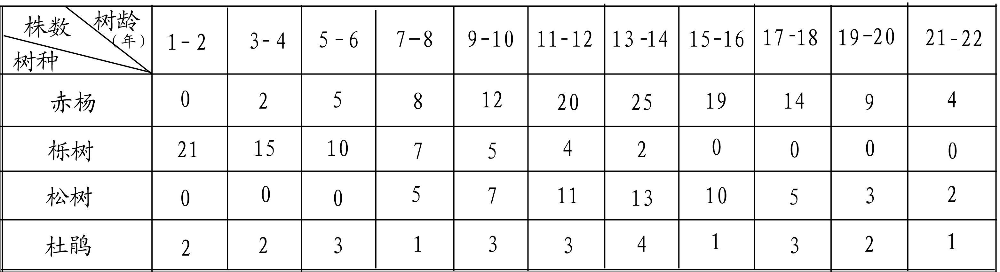 株数 树龄(年) 树种 1-2 3-4 5-6 7-8 9-10 11-12 13-14 15-16 17-18 19-20 21-22
赤杨 0 2 5 8 12 20 25 19 14 9 4
栎树 21 15 10 7 5 4 2 0 0 0 0
松树 0 0 0 5 7 11 13 10 5 3 2
杜鹃 2 2 3 1 3 3 4 1 3 2 1